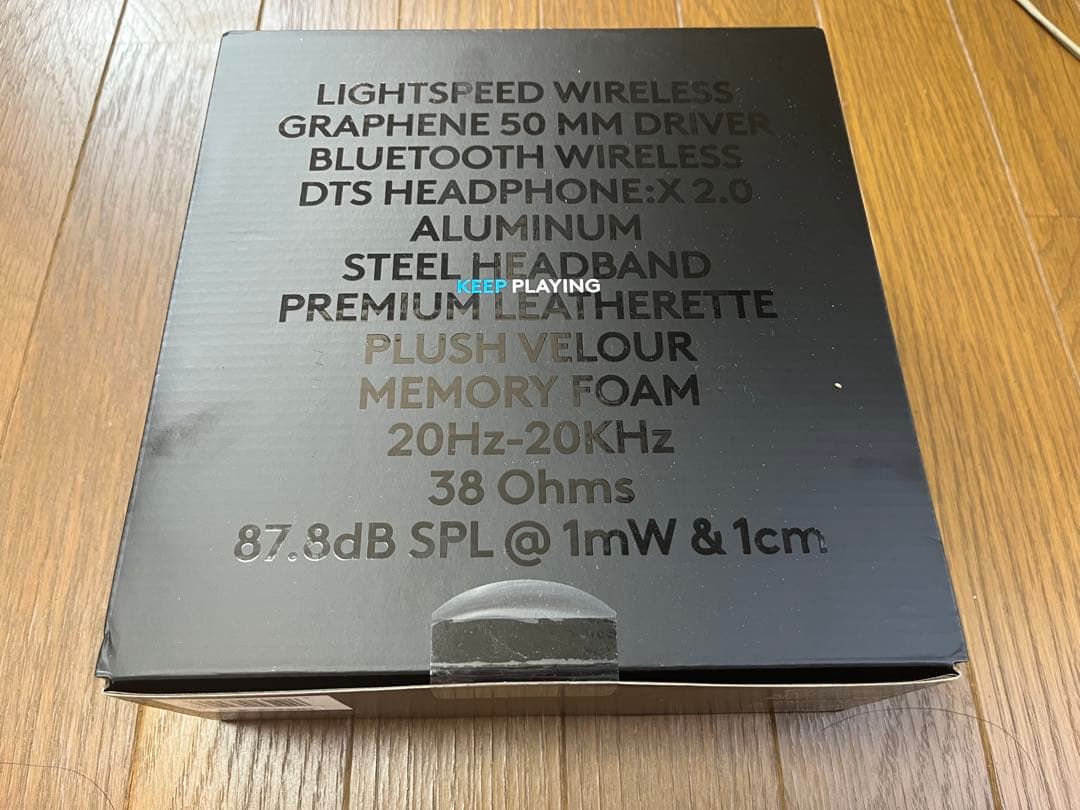 LIGHTSPEED WIRELESS
GRAPHENE 50 MM DRIVER
BLUETOOTH WIRELESS
DTS HEADPHONE:X 2.0
ALUMINUM
STEEL HEADBAND
KEEP PLAYING
PREMIUM LEATHERETTE
PLUSH VELOUR
MEMORY FOAM
20Hz-20KHz
38 Ohms
87.8dB SPL @ 1mW & 1cm